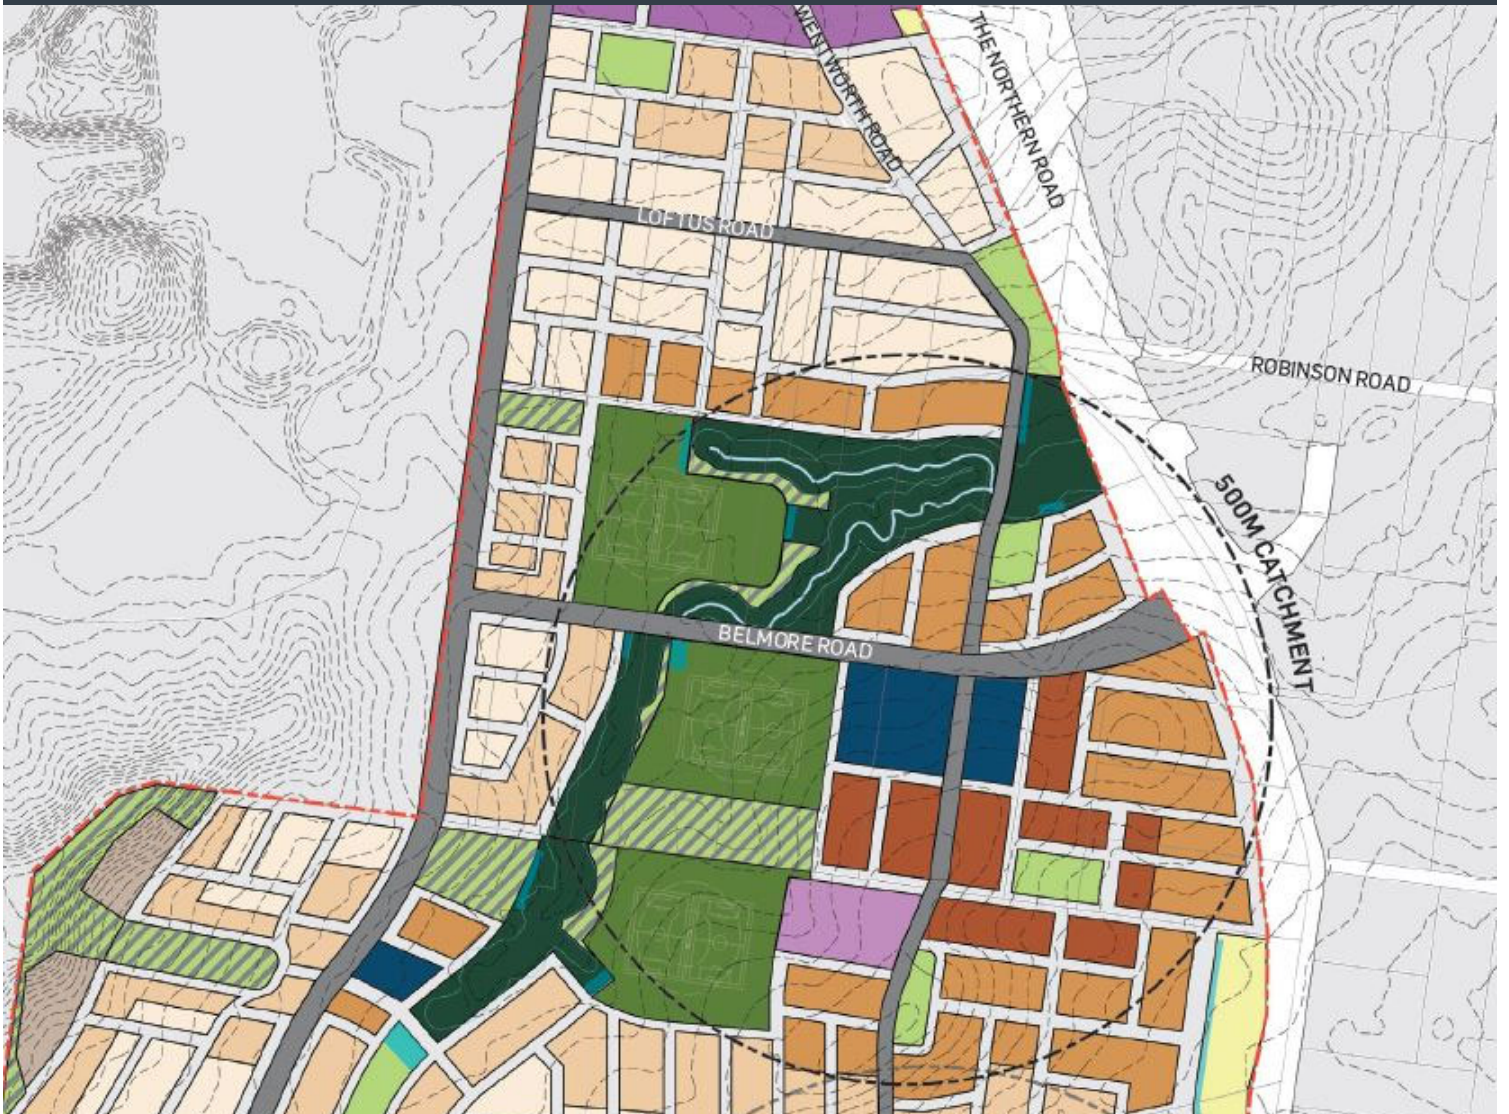 WENTWORTH ROAD
THE NORTHERN ROAD
LOFTUS ROAD
ROBINSON ROAD
500M CATCHMENT
BELMORE ROAD